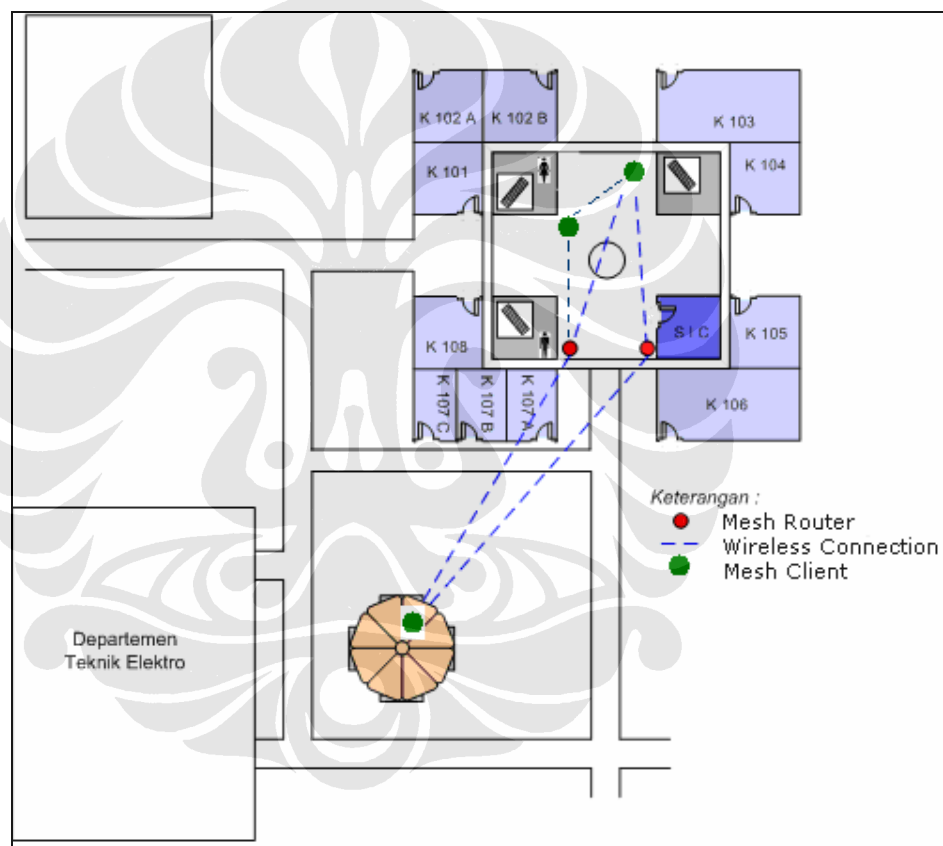 K 102 A
K 102 B
K 103
K 101
K 104
K 108
S I C
K 105
K 107 C
K 107 B
K 107 A
K 106
Keterangan :
Mesh Router
Wireless Connection
Mesh Client
Departemen
Teknik Elektro